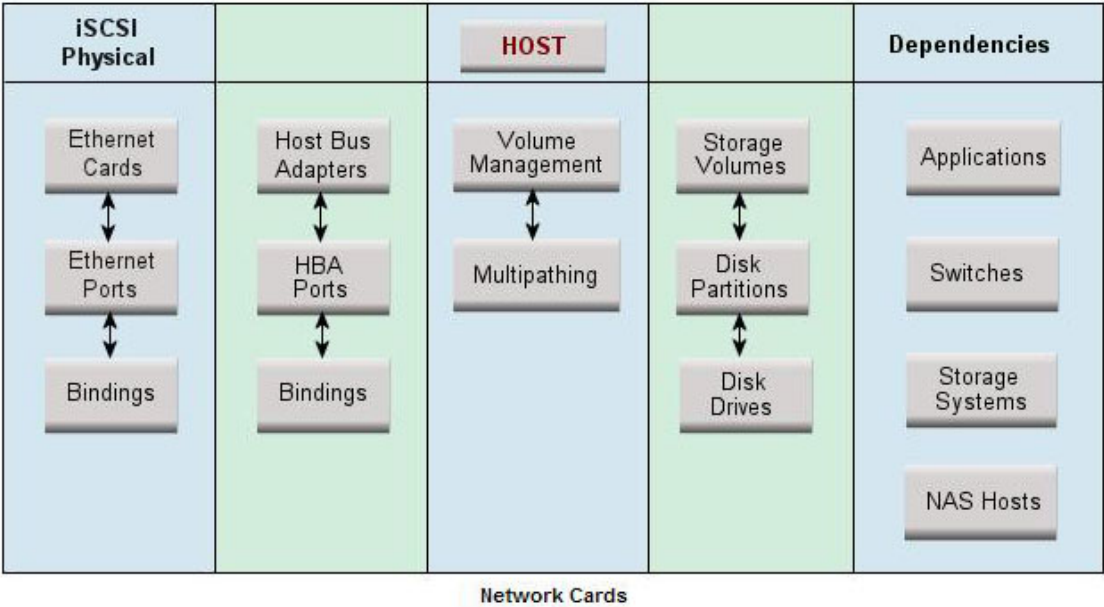 iSCSI
Physical
HOST
Dependencies
Ethernet
Cards
Host Bus
Adapters
Volume
Management
Storage
Volumes
Applications
Ethernet
Ports
HBA
Ports
Multipathing
Disk
Partitions
Switches
Bindings
Bindings
Disk
Drives
Storage
Systems
NAS Hosts
Network Cards